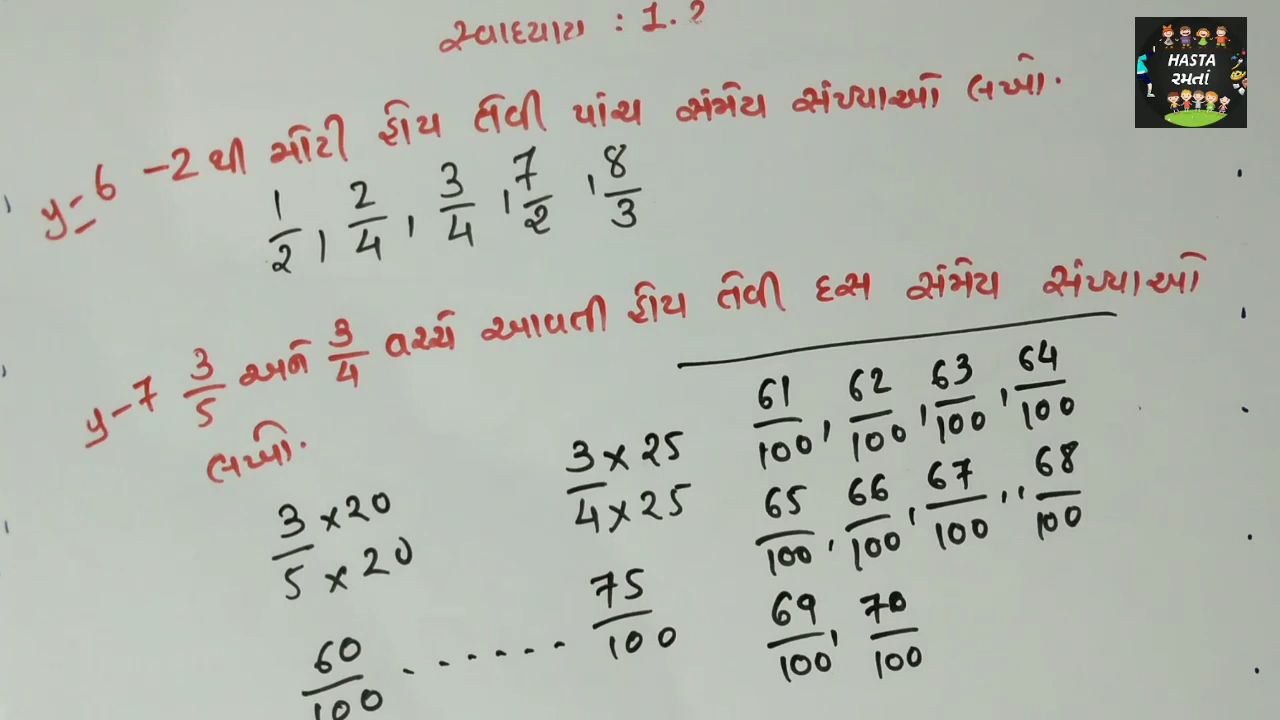 સ્વાધ્યાય : 1.2
પ્ર-6 -2 થી મોટી હોય તેવી પાંચ સંમેય સંખ્યાઓ લખો.
1/2, 2/4, 3/4, 7/2, 8/3
પ્ર-7 3/5 અને 3/4 વચ્ચે આવતી હોય તેવી દસ સંમેય સંખ્યાઓ
લખો.
3 × 20 / 5 × 20
3 × 25 / 4 × 25
60/100 ...... 75/100
61/100, 62/100, 63/100, 64/100
65/100, 66/100, 67/100, 68/100
69/100, 70/100
HASTA
રમતાં